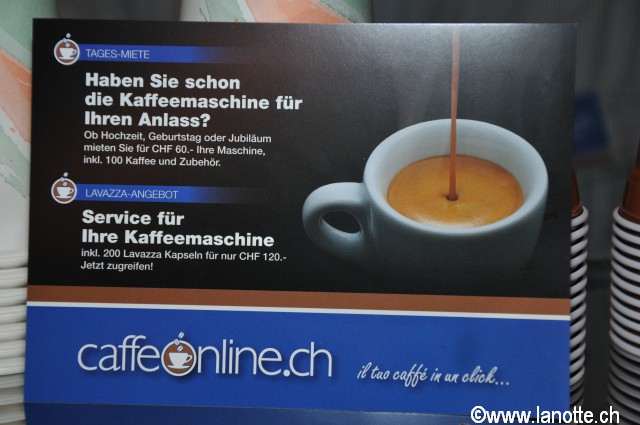 TAGES-MIETE
Haben Sie schon
die Kaffeemaschine für
Ihren Anlass?
Ob Hochzeit, Geburtstag oder Jubiläum
mieten Sie für CHF 60.- Ihre Maschine,
inkl. 100 Kaffee und Zubehör.
LAVAZZA-ANGEBOT
Service für
Ihre Kaffeemaschine
inkl. 200 Lavazza Kapseln für nur CHF 120.-
Jetzt zugreifen!
caffeonline.ch
il tuo caffé in un click...
©www.lanotte.ch